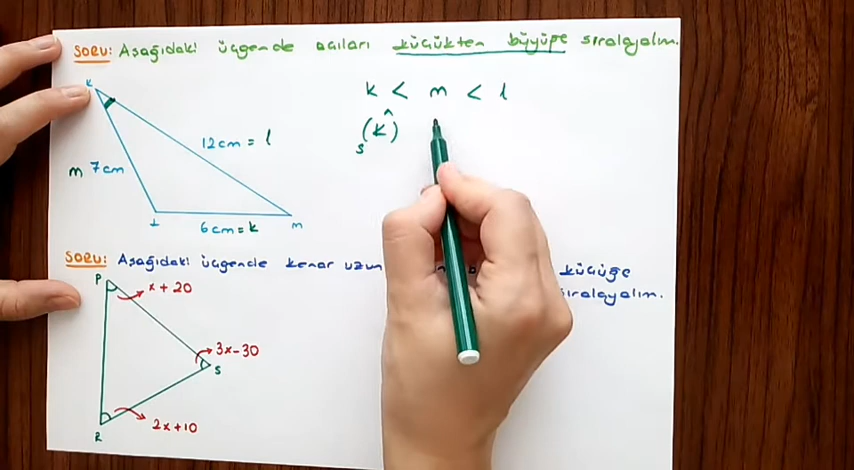 SORU: Aşağıdaki üçgende açıları küçükten büyüğe sıralayalım.
K
k < m < l
s(K̂)
12cm = l
m 7cm
L
6cm = k
M
SORU: Aşağıdaki üçgende kenar uzun
küçüğe
sıralayalım.
P
x + 20
3x-30
S
2x+10
R